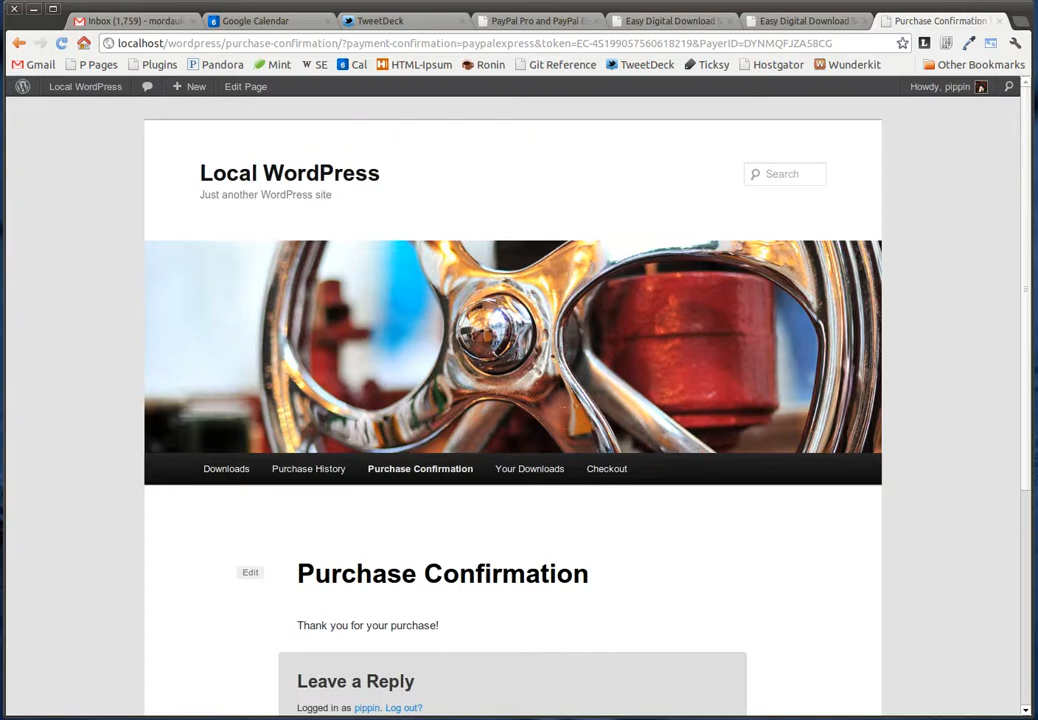 Inbox (1,759) - mordauk
Google Calendar
TweetDeck
PayPal Pro and PayPal E
Easy Digital Download S
Easy Digital Download S
Purchase Confirmation
localhost/wordpress/purchase-confirmation/?payment-confirmation=paypalexpress&token=EC-4S199057560618219&PayerID=DYNMQFJZA58CG
Gmail
P Pages
Plugins
Pandora
Mint
SE
Cal
HTML-Ipsum
Ronin
Git Reference
TweetDeck
Ticksy
Hostgator
Wunderkit
Other Bookmarks
Local WordPress
New
Edit Page
Howdy, pippin
Local WordPress
Just another WordPress site
Search
Downloads
Purchase History
Purchase Confirmation
Your Downloads
Checkout
Edit
Purchase Confirmation
Thank you for your purchase!
Leave a Reply
Logged in as pippin. Log out?